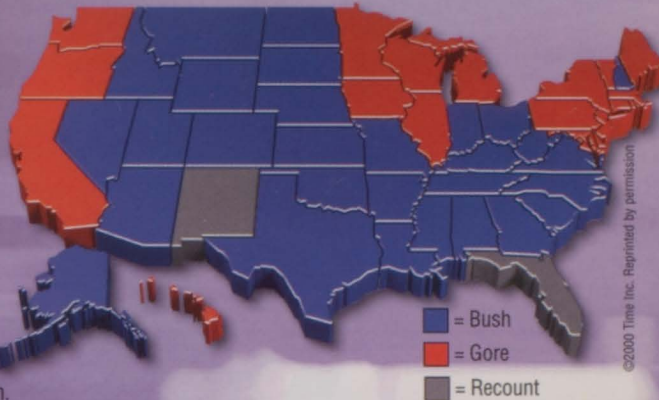 = Bush
= Gore
= Recount
©2000 Time Inc. Reprinted by permission
n.